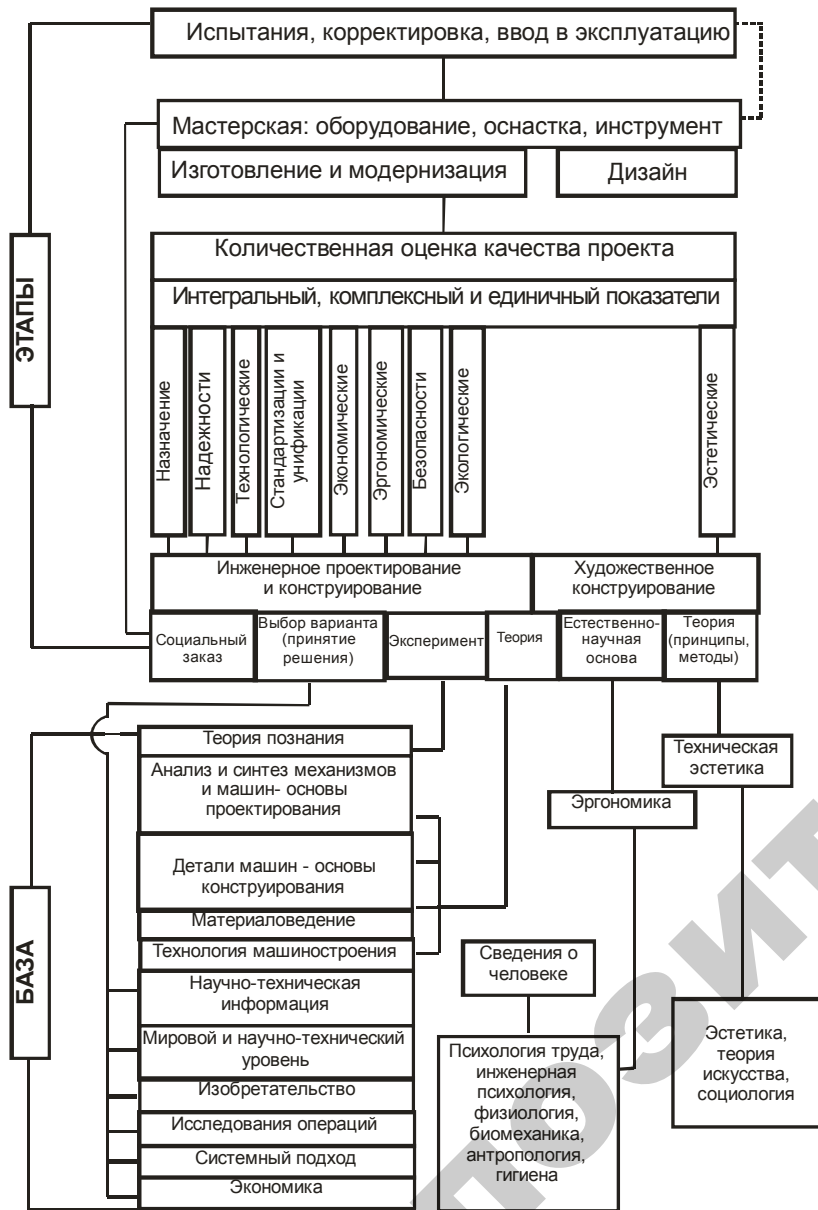 Испытания, корректировка, ввод в эксплуатацию
Мастерская: оборудование, оснастка, инструмент
Изготовление и модернизация
Дизайн
Количественная оценка качества проекта
Интегральный, комплексный и единичный показатели
ЭТАПЫ
Назначение
Надежности
Технологические
Стандартизации и
унификации
Экономические
Эргономические
Безопасности
Экологические
Эстетические
Инженерное проектирование
и конструирование
Художественное
конструирование
Социальный
заказ
Выбор варианта
(принятие
решения)
Эксперимент
Теория
Естественно-
научная
основа
Теория
(принципы,
методы)
БАЗА
Теория познания
Анализ и синтез механизмов
и машин- основы
проектирования
Детали машин - основы
конструирования
Материаловедение
Технология машиностроения
Научно-техническая
информация
Мировой и научно-технический
уровень
Изобретательство
Исследования операций
Системный подход
Экономика
Техническая
эстетика
Эргономика
Сведения о
человеке
Психология труда,
инженерная
психология,
физиология,
биомеханика,
антропология,
гигиена
Эстетика,
теория
искусства,
социология
позит